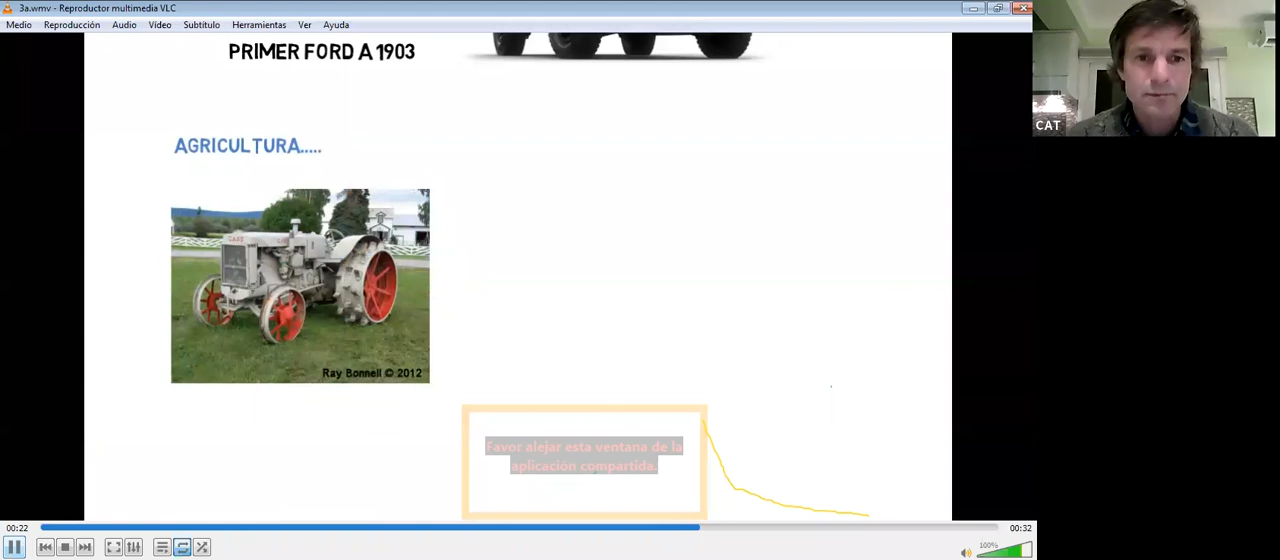 3a.wmv - Reproductor multimedia VLC
Medio Reproducción Audio Vídeo Subtítulo Herramientas Ver Ayuda
PRIMER FORD A 1903
CAT
AGRICULTURA.....
CASE
Ray Bonnell © 2012
Favor alejar esta ventana de la
aplicación compartida.
00:22
00:32
100%